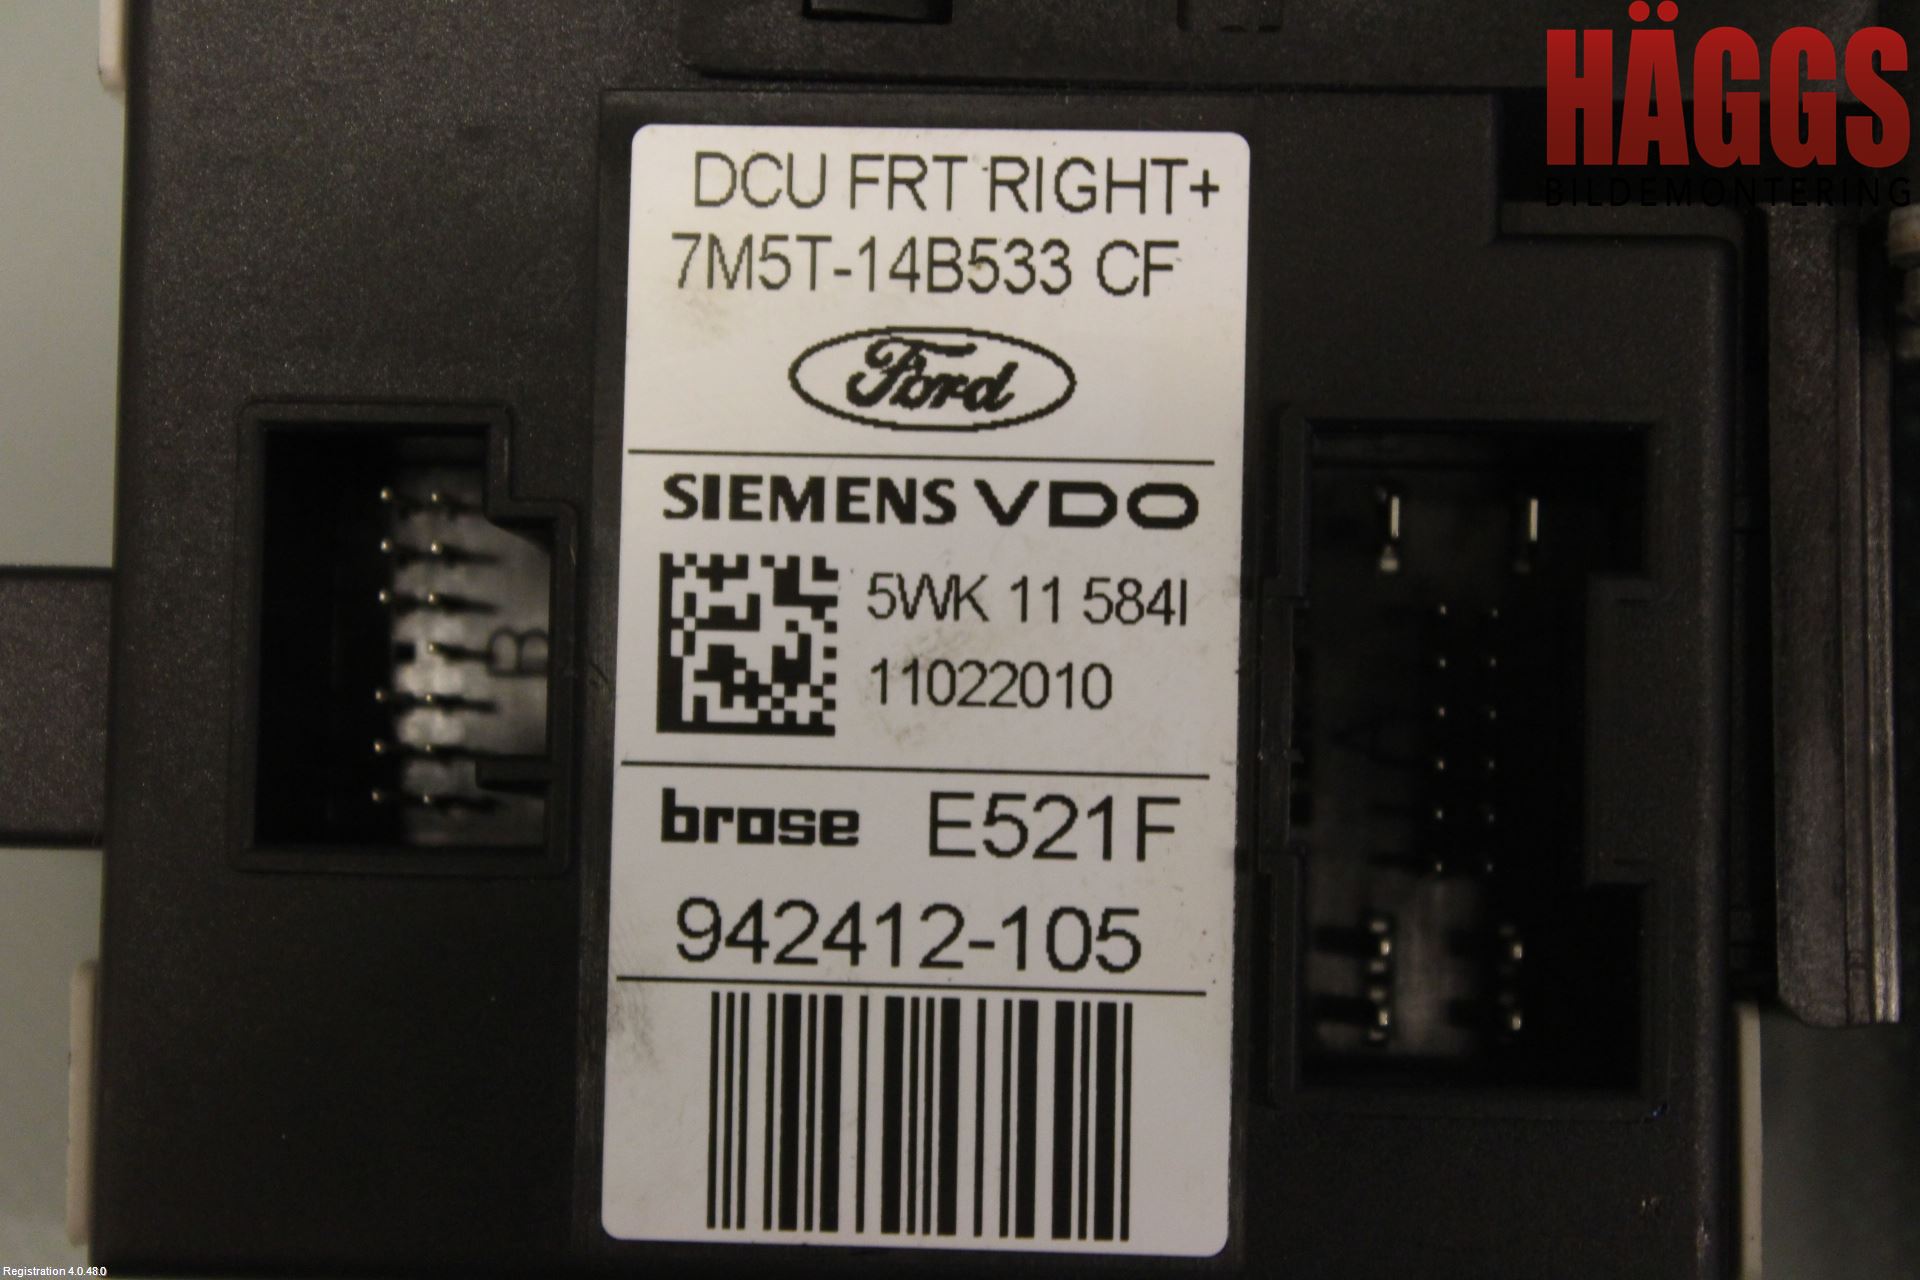 HÄGGS
BILDEMONTERING
DCU FRT RIGHT+
7M5T-14B533 CF
Ford
SIEMENS VDO
5WK 11 584I
11022010
brose E521F
942412-105
B
A
Registration 4.0.48.0